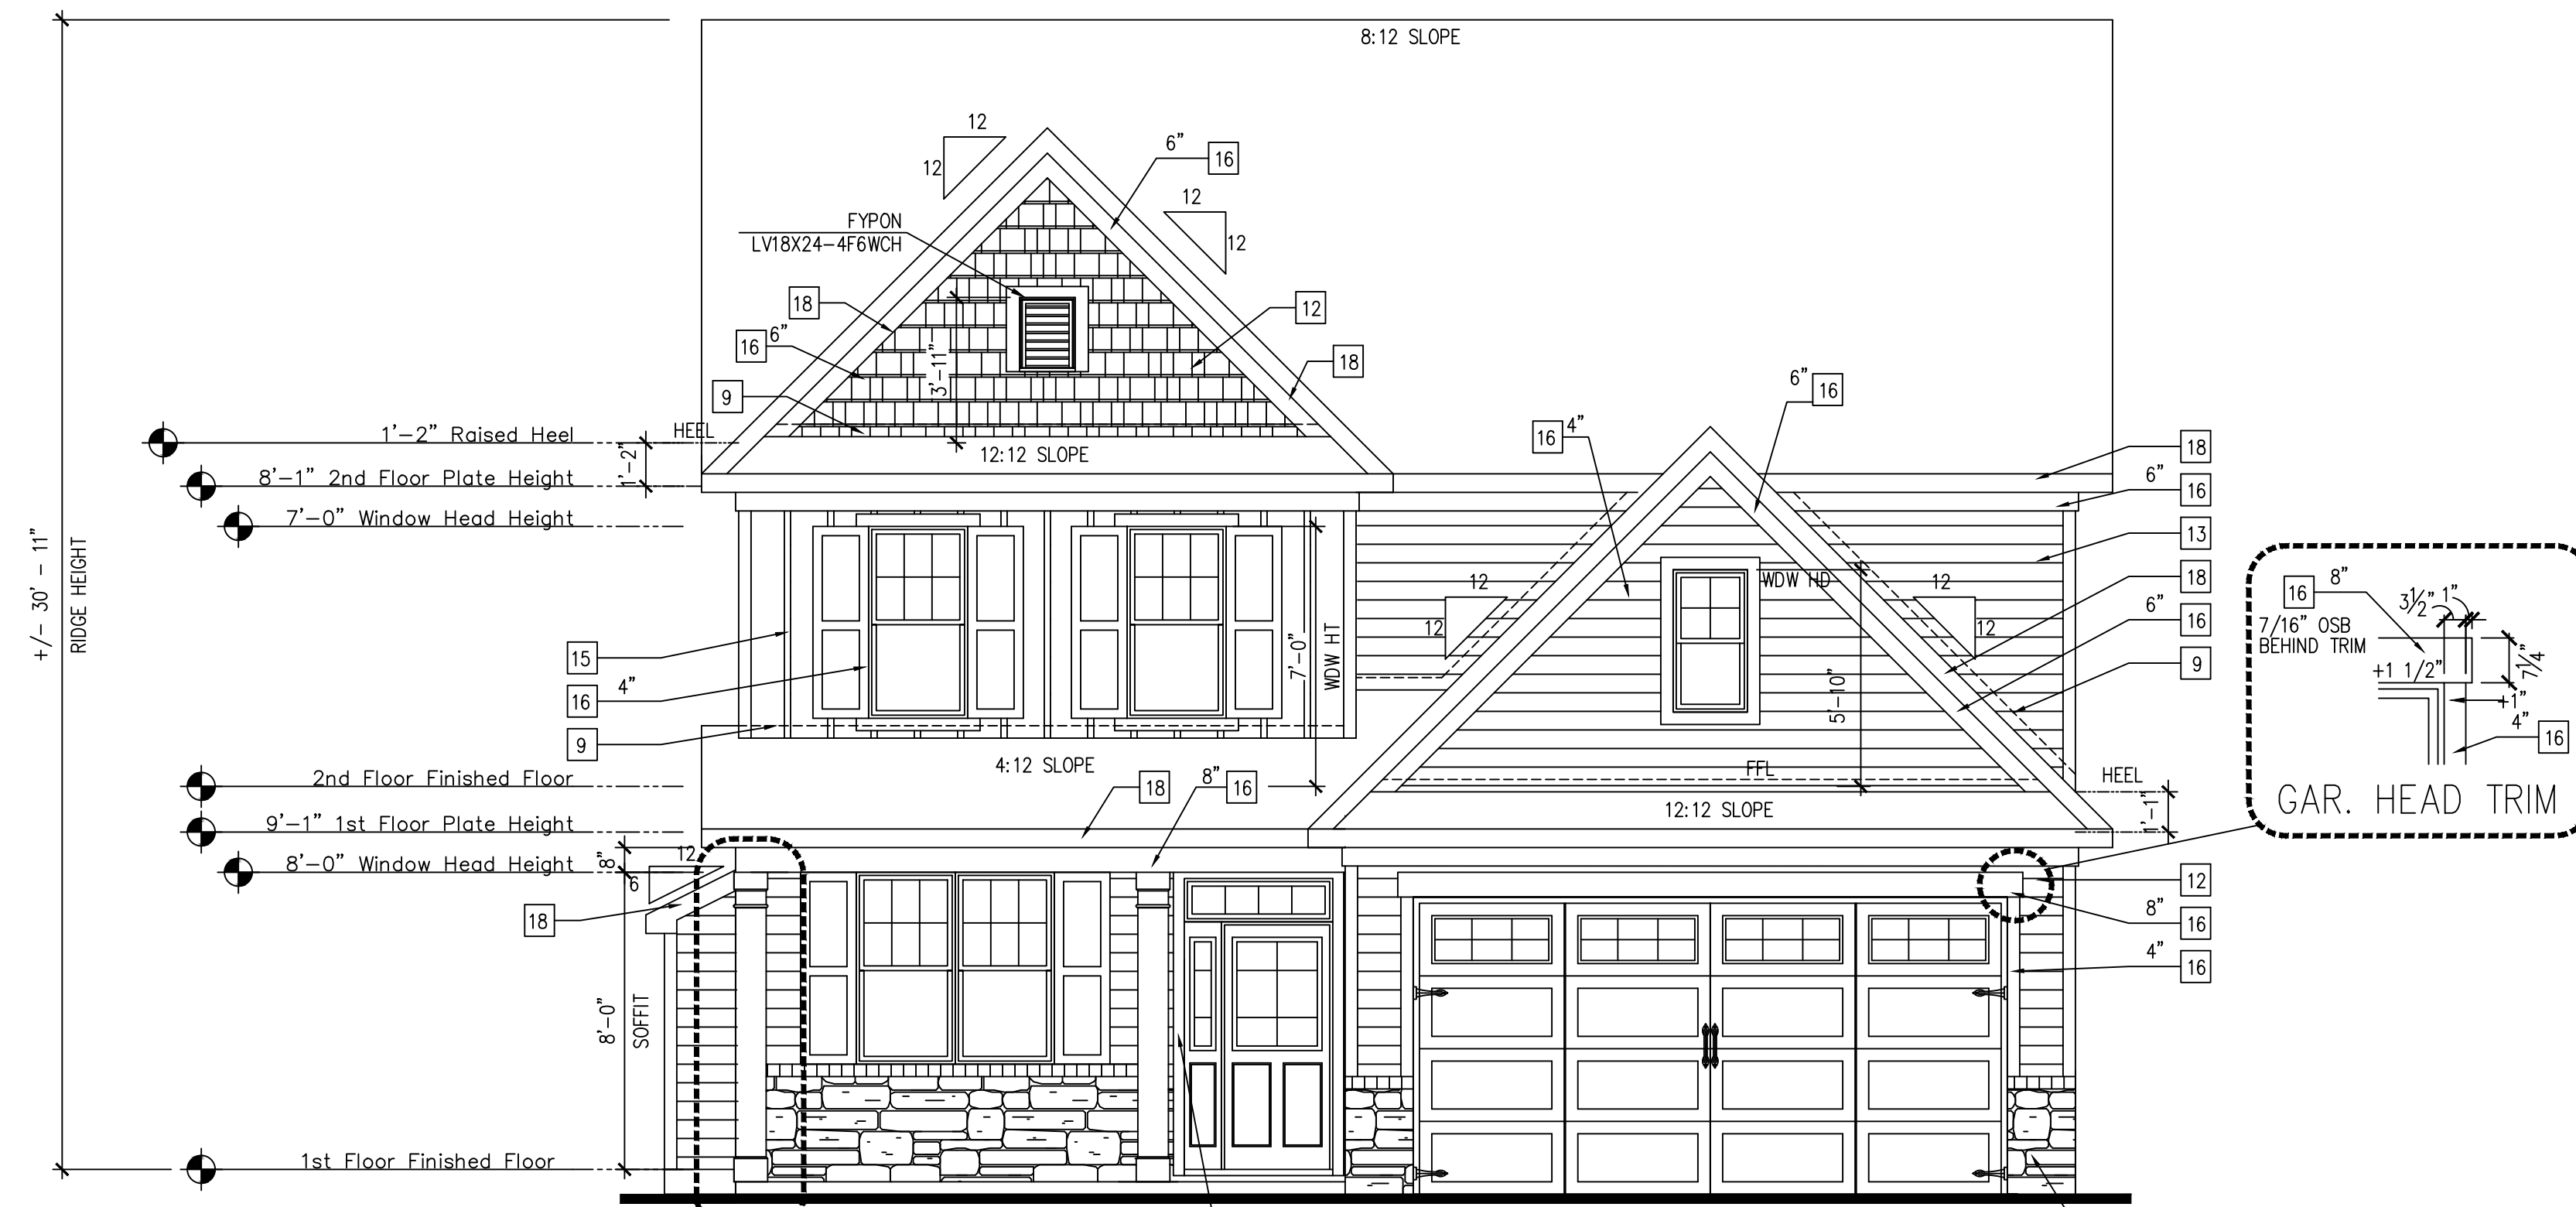 8:12 SLOPE
12
12
6"
16
12
12
FYPON
LV18X24-4F6WCH
18
12
16
6"
3'-11"
18
9
6"
16
16
4"
HEEL
1'-2" Raised Heel
1'-2"
12:12 SLOPE
18
8'-1" 2nd Floor Plate Height
6"
16
7'-0" Window Head Height
13
+/- 30' - 11"
RIDGE HEIGHT
WDW HD
12
12
12
12
18
6"
16
15
7'-0"
WDW HT
9
16
4"
5'-10"
9
4:12 SLOPE
FFL
HEEL
2nd Floor Finished Floor
18
8"
16
12:12 SLOPE
1'-1"
9'-1" 1st Floor Plate Height
8'-0" Window Head Height
8"
12
6
18
12
8"
16
4"
16
8'-0"
SOFFIT
1st Floor Finished Floor
16
8"
3½"
1"
7/16" OSB
BEHIND TRIM
+1 1/2"
7¼"
+1"
4"
16
GAR. HEAD TRIM